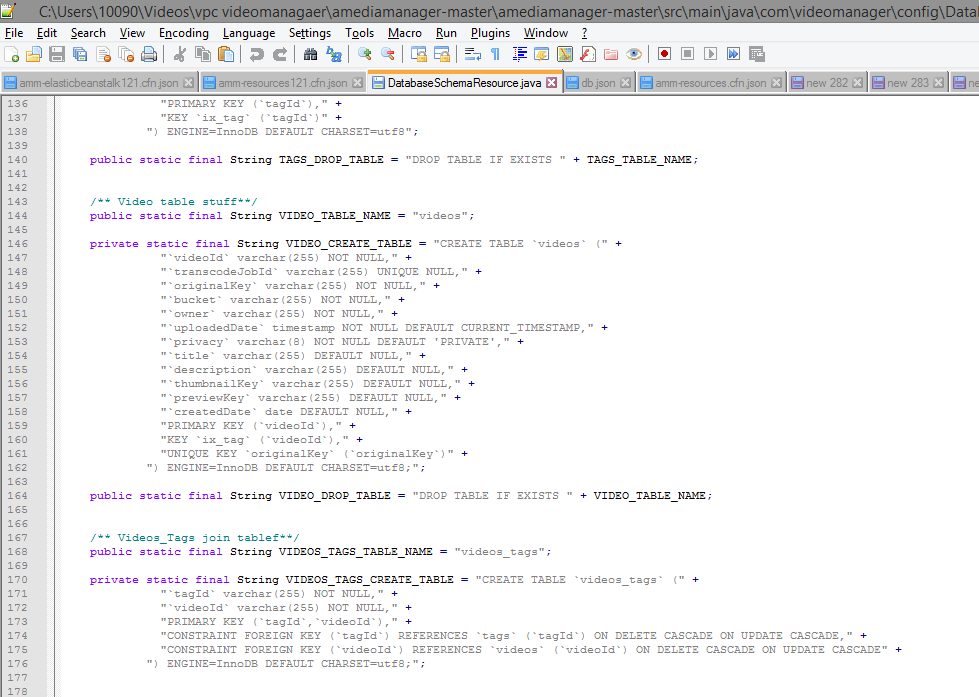 C:\Users\10090\Videos\vpc videomanagaer\amediamanager-master\amediamanager-master\src\main\java\com\videomanager\config\Datal
File Edit Search View Encoding Language Settings Tools Macro Run Plugins Window ?
amm-elasticbeanstalk121.cfn.json amm-resources121.cfn.json DatabaseSchemaResource.java db.json amm-resources.cfn.json new 282 new 283 ne
136 "PRIMARY KEY (`tagId`)," +
137 "KEY `ix_tag` (`tagId`)" +
138 ") ENGINE=InnoDB DEFAULT CHARSET=utf8";
139
140 public static final String TAGS_DROP_TABLE = "DROP TABLE IF EXISTS " + TAGS_TABLE_NAME;
141
142
143 /** Video table stuff**/
144 public static final String VIDEO_TABLE_NAME = "videos";
145
146 private static final String VIDEO_CREATE_TABLE = "CREATE TABLE `videos` (" +
147 "`videoId` varchar(255) NOT NULL," +
148 "`transcodeJobId` varchar(255) UNIQUE NULL," +
149 "`originalKey` varchar(255) NOT NULL," +
150 "`bucket` varchar(255) NOT NULL," +
151 "`owner` varchar(255) NOT NULL," +
152 "`uploadedDate` timestamp NOT NULL DEFAULT CURRENT_TIMESTAMP," +
153 "`privacy` varchar(8) NOT NULL DEFAULT 'PRIVATE'," +
154 "`title` varchar(255) DEFAULT NULL," +
155 "`description` varchar(255) DEFAULT NULL," +
156 "`thumbnailKey` varchar(255) DEFAULT NULL," +
157 "`previewKey` varchar(255) DEFAULT NULL," +
158 "`createdDate` date DEFAULT NULL," +
159 "PRIMARY KEY (`videoId`)," +
160 "KEY `ix_tag` (`videoId`)," +
161 "UNIQUE KEY `originalKey` (`originalKey`)" +
162 ") ENGINE=InnoDB DEFAULT CHARSET=utf8;";
163
164 public static final String VIDEO_DROP_TABLE = "DROP TABLE IF EXISTS " + VIDEO_TABLE_NAME;
165
166
167 /** Videos_Tags join tablef**/
168 public static final String VIDEOS_TAGS_TABLE_NAME = "videos_tags";
169
170 private static final String VIDEOS_TAGS_CREATE_TABLE = "CREATE TABLE `videos_tags` (" +
171 "`tagId` varchar(255) NOT NULL," +
172 "`videoId` varchar(255) NOT NULL," +
173 "PRIMARY KEY (`tagId`,`videoId`)," +
174 "CONSTRAINT FOREIGN KEY (`tagId`) REFERENCES `tags` (`tagId`) ON DELETE CASCADE ON UPDATE CASCADE," +
175 "CONSTRAINT FOREIGN KEY (`videoId`) REFERENCES `videos` (`videoId`) ON DELETE CASCADE ON UPDATE CASCADE" +
176 ") ENGINE=InnoDB DEFAULT CHARSET=utf8;";
177
178